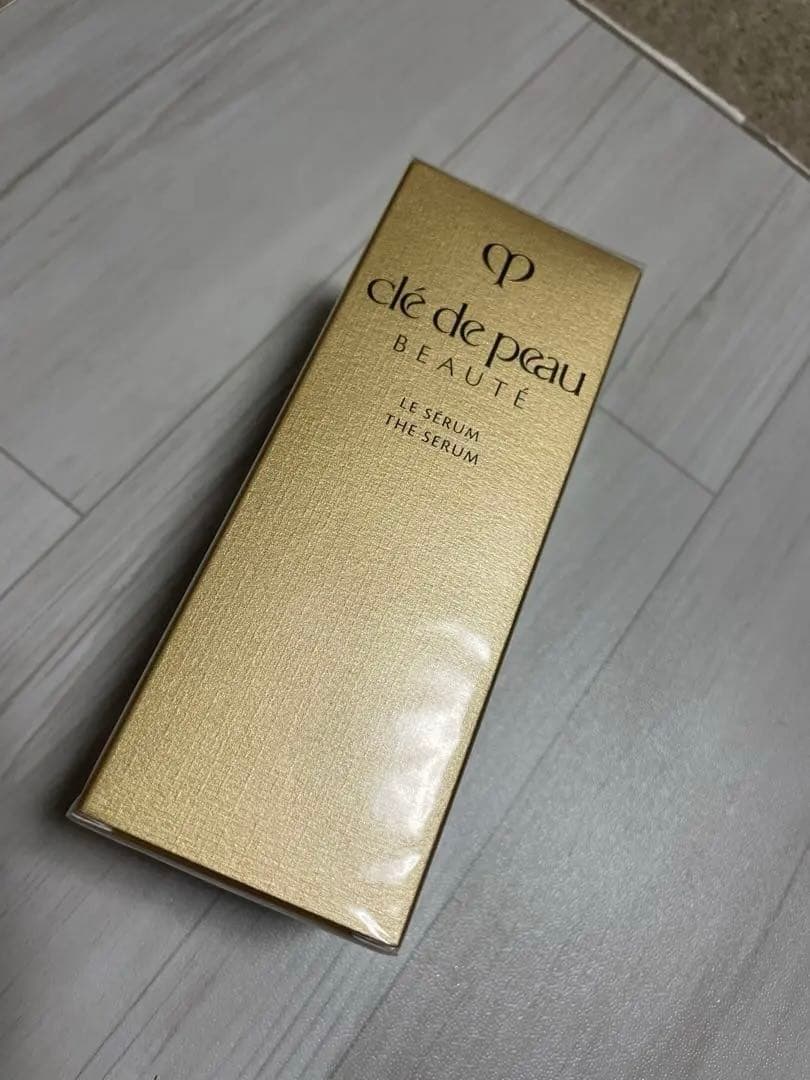 clé de peau
BEAUTÉ
LE SÉRUM
THE SERUM